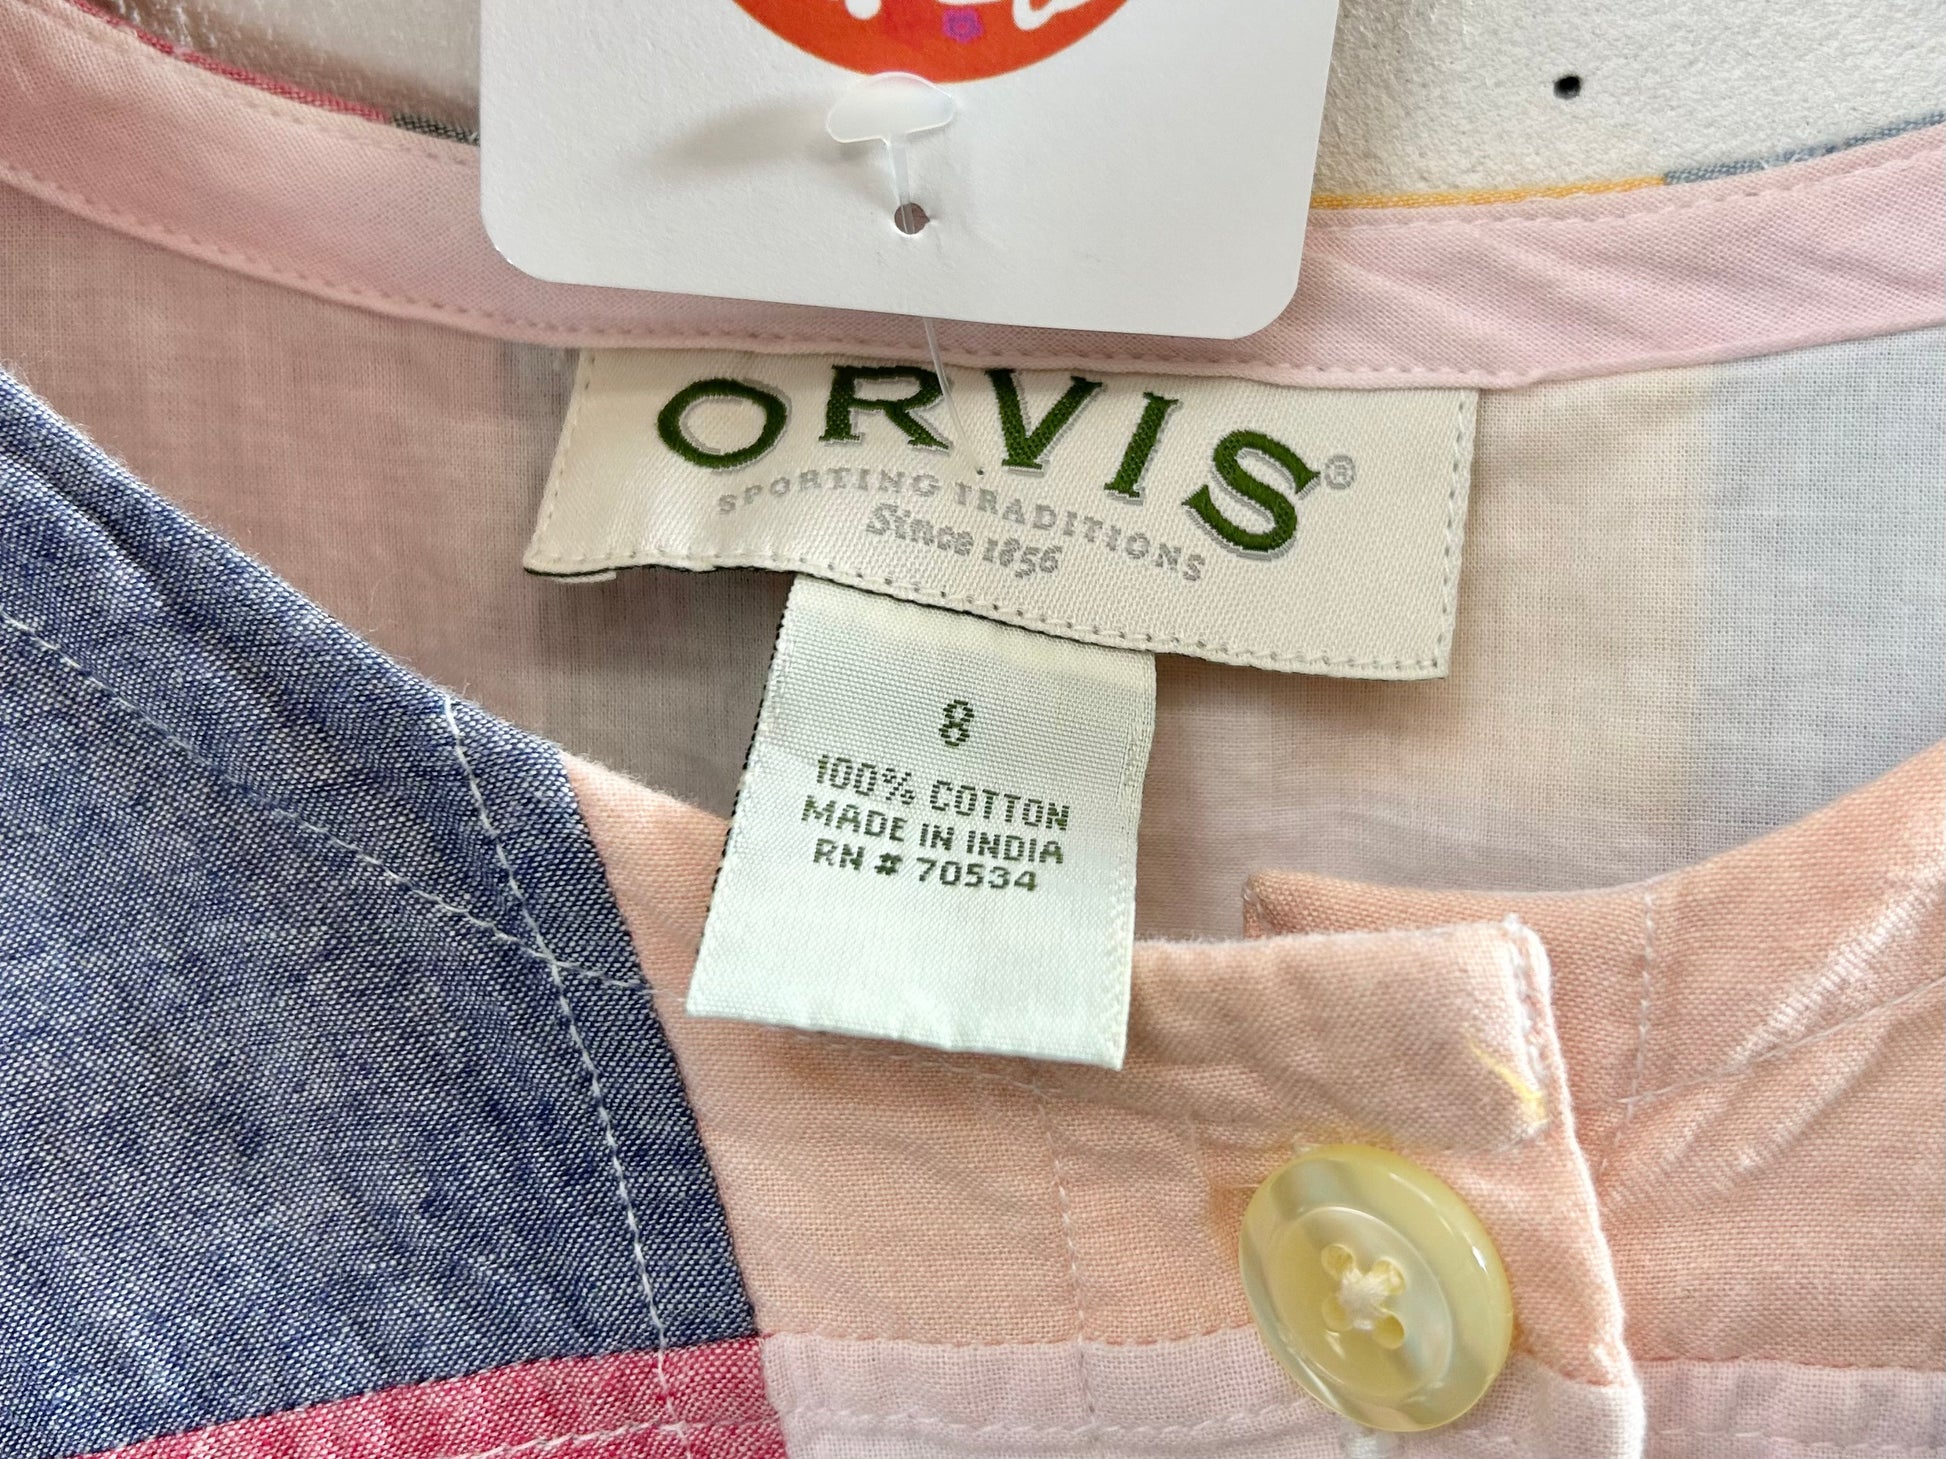 ORVIS®
SPORTING TRADITIONS
Since 1856
8
100% COTTON
MADE IN INDIA
RN # 70534